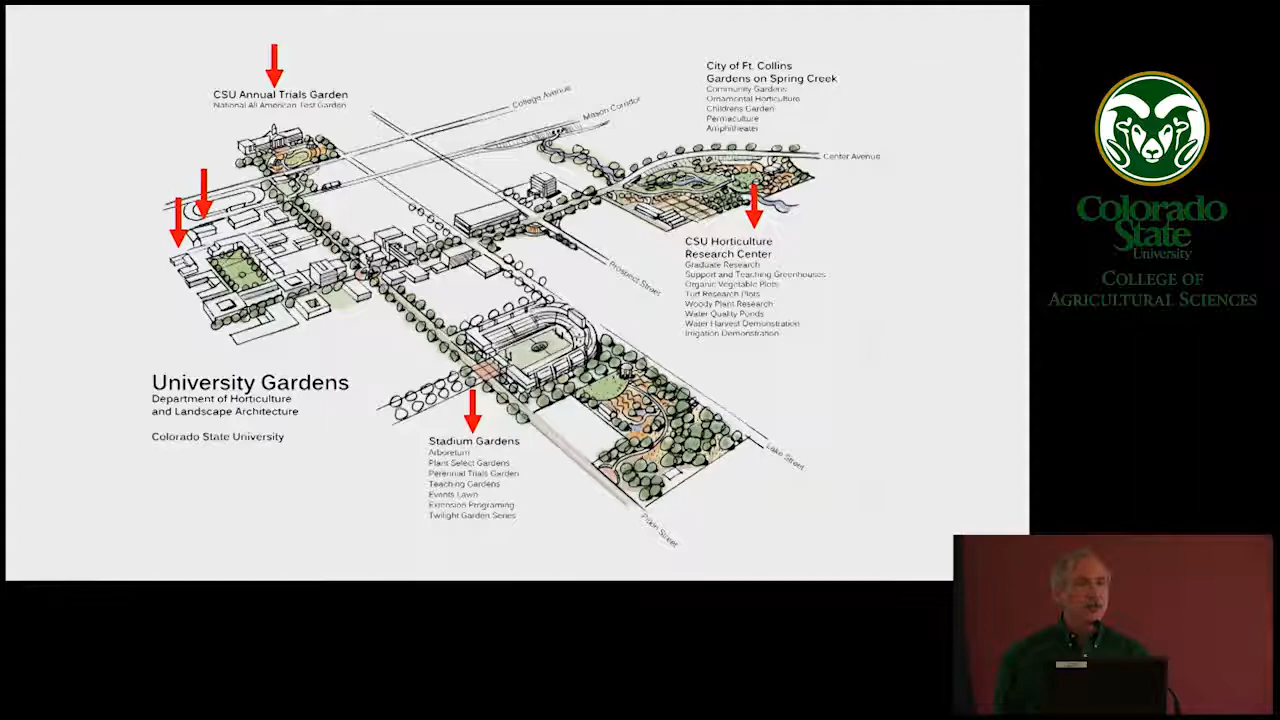 CSU Annual Trials Garden
National All American Test Garden
College Avenue
Mason Corridor
City of Ft. Collins
Gardens on Spring Creek
Community Gardens
Ornamental Horticulture
Childrens Garden
Permaculture
Amphitheater
Center Avenue
CSU Horticulture
Research Center
Graduate Research
Support and Teaching Greenhouses
Organic Vegetable Plots
Turf Research Plots
Woody Plant Research
Water Quality Ponds
Water Harvest Demonstration
Irrigation Demonstration
Prospect Street
University Gardens
Department of Horticulture
and Landscape Architecture
Colorado State University
Stadium Gardens
Arboretum
Plant Select Gardens
Perennial Trials Garden
Teaching Gardens
Events Lawn
Extension Programing
Twilight Garden Series
Lake Street
Pitkin Street
Colorado
State
University
COLLEGE OF
AGRICULTURAL SCIENCES